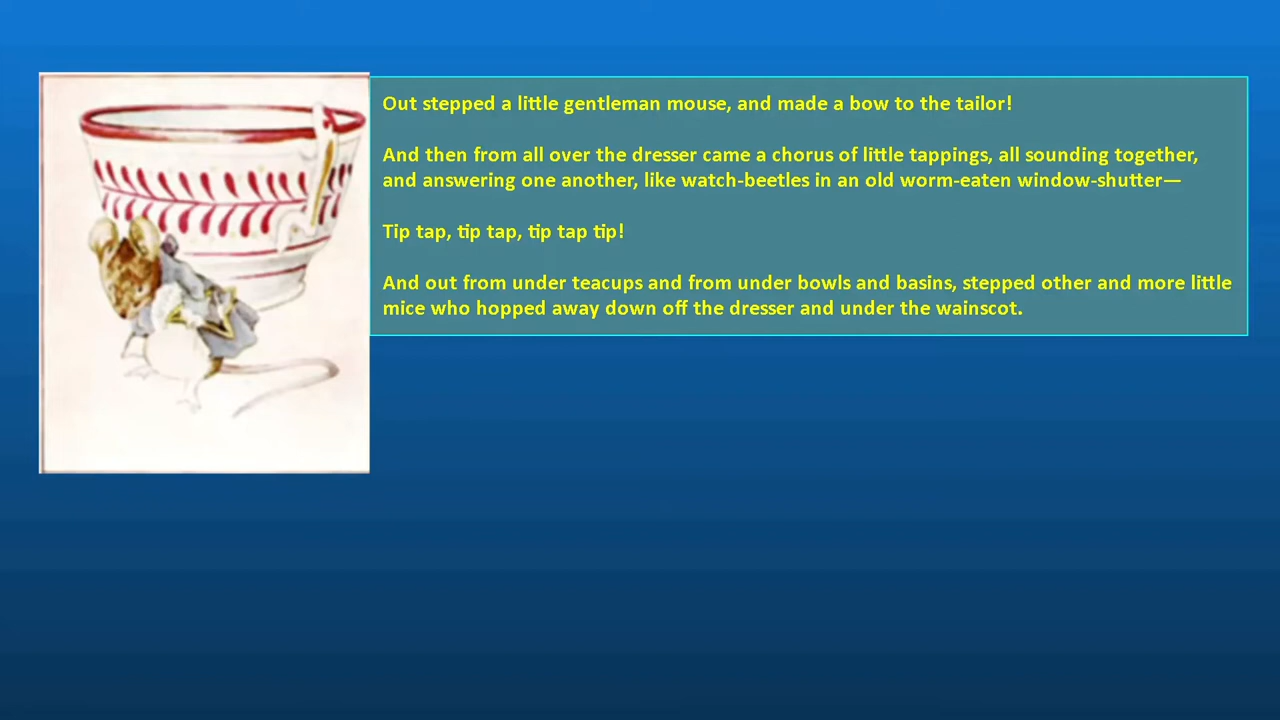 Out stepped a little gentleman mouse, and made a bow to the tailor!
And then from all over the dresser came a chorus of little tappings, all sounding together,
and answering one another, like watch-beetles in an old worm-eaten window-shutter—
Tip tap, tip tap, tip tap tip!
And out from under teacups and from under bowls and basins, stepped other and more little
mice who hopped away down off the dresser and under the wainscot.